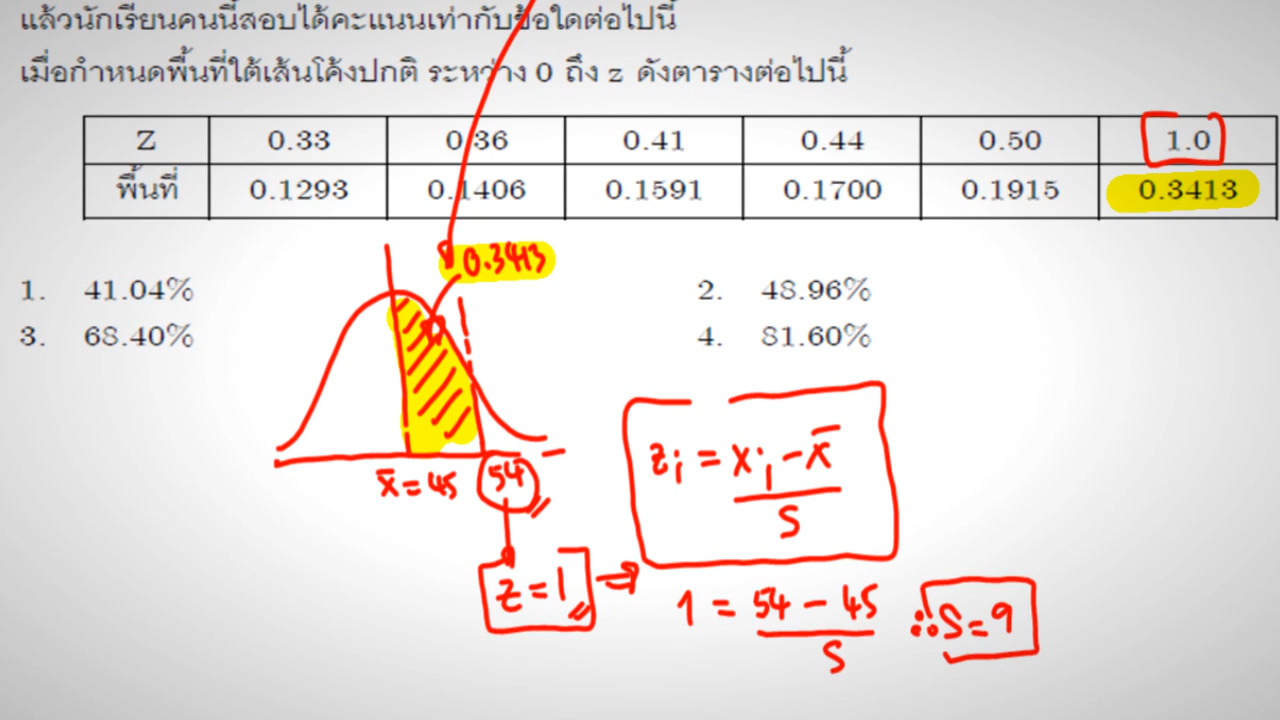 แล้วนักเรียนคนนี้สอบได้คะแนนเท่ากับข้อใดต่อไปนี้
เมื่อกำหนดพื้นที่ใต้เส้นโค้งปกติ ระหว่าง 0 ถึง z ดังตารางต่อไปนี้
Z 0.33 0.36 0.41 0.44 0.50 1.0
พื้นที่ 0.1293 0.1406 0.1591 0.1700 0.1915 0.3413
0.3413
1. 41.04% 2. 48.96%
3. 68.40% 4. 81.60%
x̄ = 45 54
zᵢ = xᵢ - x̄
S
z = 1 ⇒
1 = 54 - 45
S
∴ S = 9